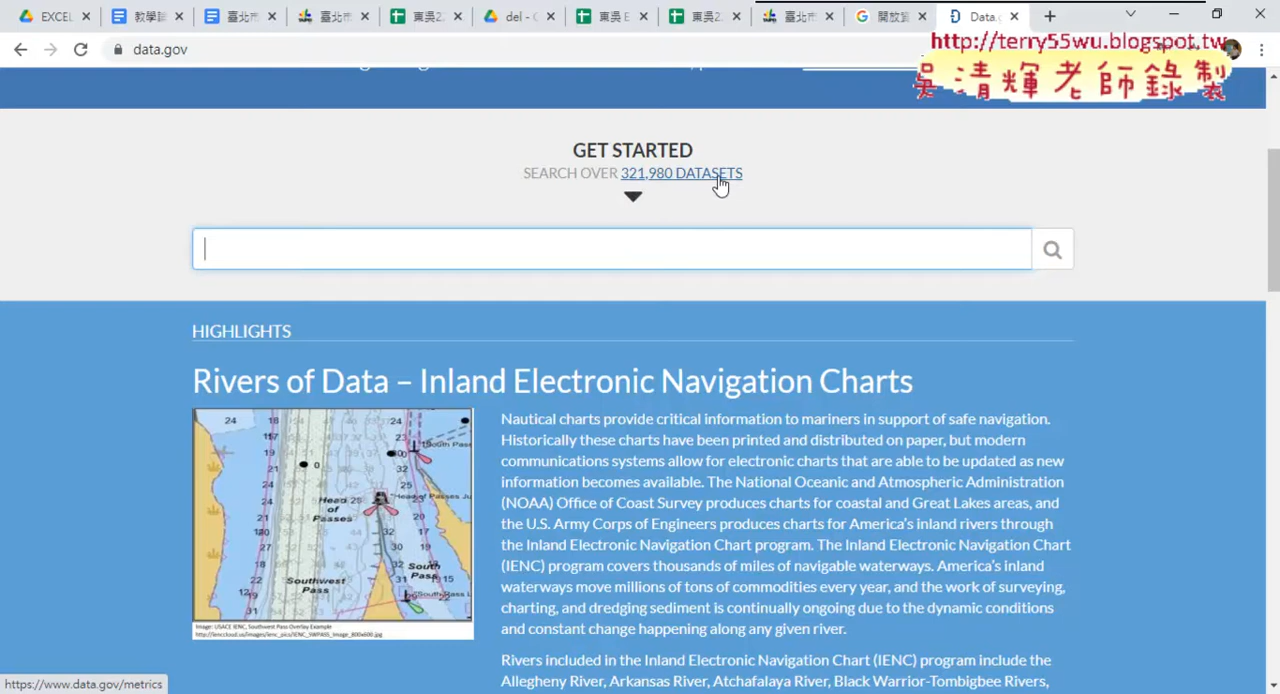 EXCEL
教學論
臺北市
臺北市
東吳22
del - C
東吳 E
東吳22
臺北市
開放資
Data.g
data.gov
http://terry55wu.blogspot.tw
吳清輝老師錄製
GET STARTED
SEARCH OVER 321,980 DATASETS
HIGHLIGHTS
Rivers of Data – Inland Electronic Navigation Charts
Nautical charts provide critical information to mariners in support of safe navigation.
Historically these charts have been printed and distributed on paper, but modern
communications systems allow for electronic charts that are able to be updated as new
information becomes available. The National Oceanic and Atmospheric Administration
(NOAA) Office of Coast Survey produces charts for coastal and Great Lakes areas, and
the U.S. Army Corps of Engineers produces charts for America's inland rivers through
the Inland Electronic Navigation Chart program. The Inland Electronic Navigation Chart
(IENC) program covers thousands of miles of navigable waterways. America's inland
waterways move millions of tons of commodities every year, and the work of surveying,
charting, and dredging sediment is continually ongoing due to the dynamic conditions
and constant change happening along any given river.
Rivers included in the Inland Electronic Navigation Chart (IENC) program include the
Allegheny River, Arkansas River, Atchafalaya River, Black Warrior-Tombigbee Rivers,
Head
of
Passes
Southwest
Pass
South
Pass
Image: USACE IENC, Southwest Pass Overlay Example
https://www.data.gov/metrics